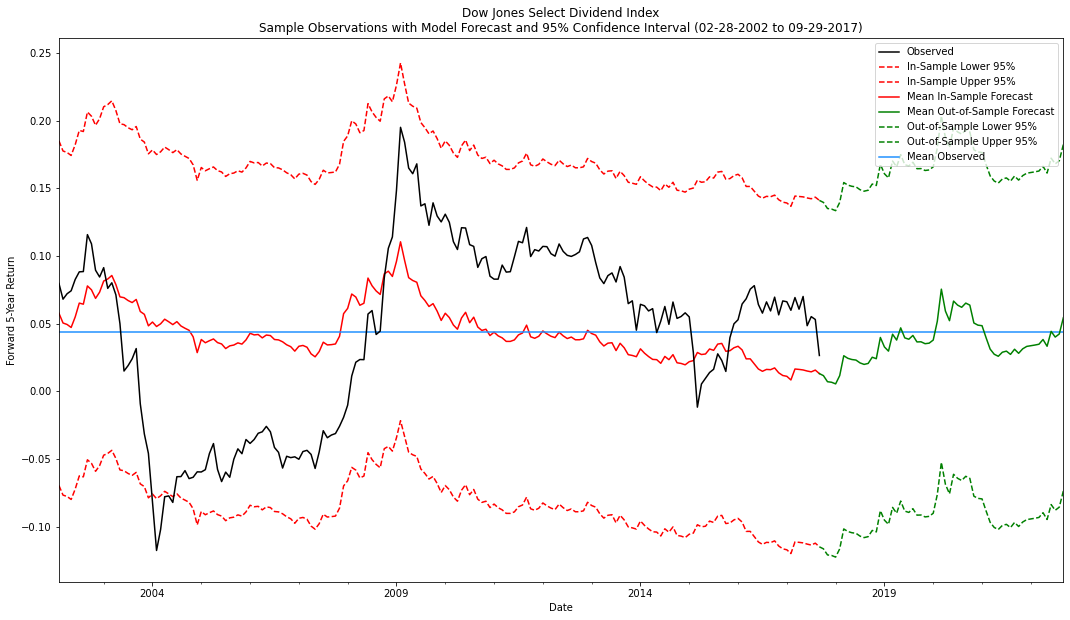 Dow Jones Select Dividend Index
Sample Observations with Model Forecast and 95% Confidence Interval (02-28-2002 to 09-29-2017)
Observed
In-Sample Lower 95%
In-Sample Upper 95%
Mean In-Sample Forecast
Mean Out-of-Sample Forecast
Out-of-Sample Lower 95%
Out-of-Sample Upper 95%
Mean Observed
Forward 5-Year Return
0.25
0.20
0.15
0.10
0.05
0.00
−0.05
−0.10
2004
2009
2014
2019
Date